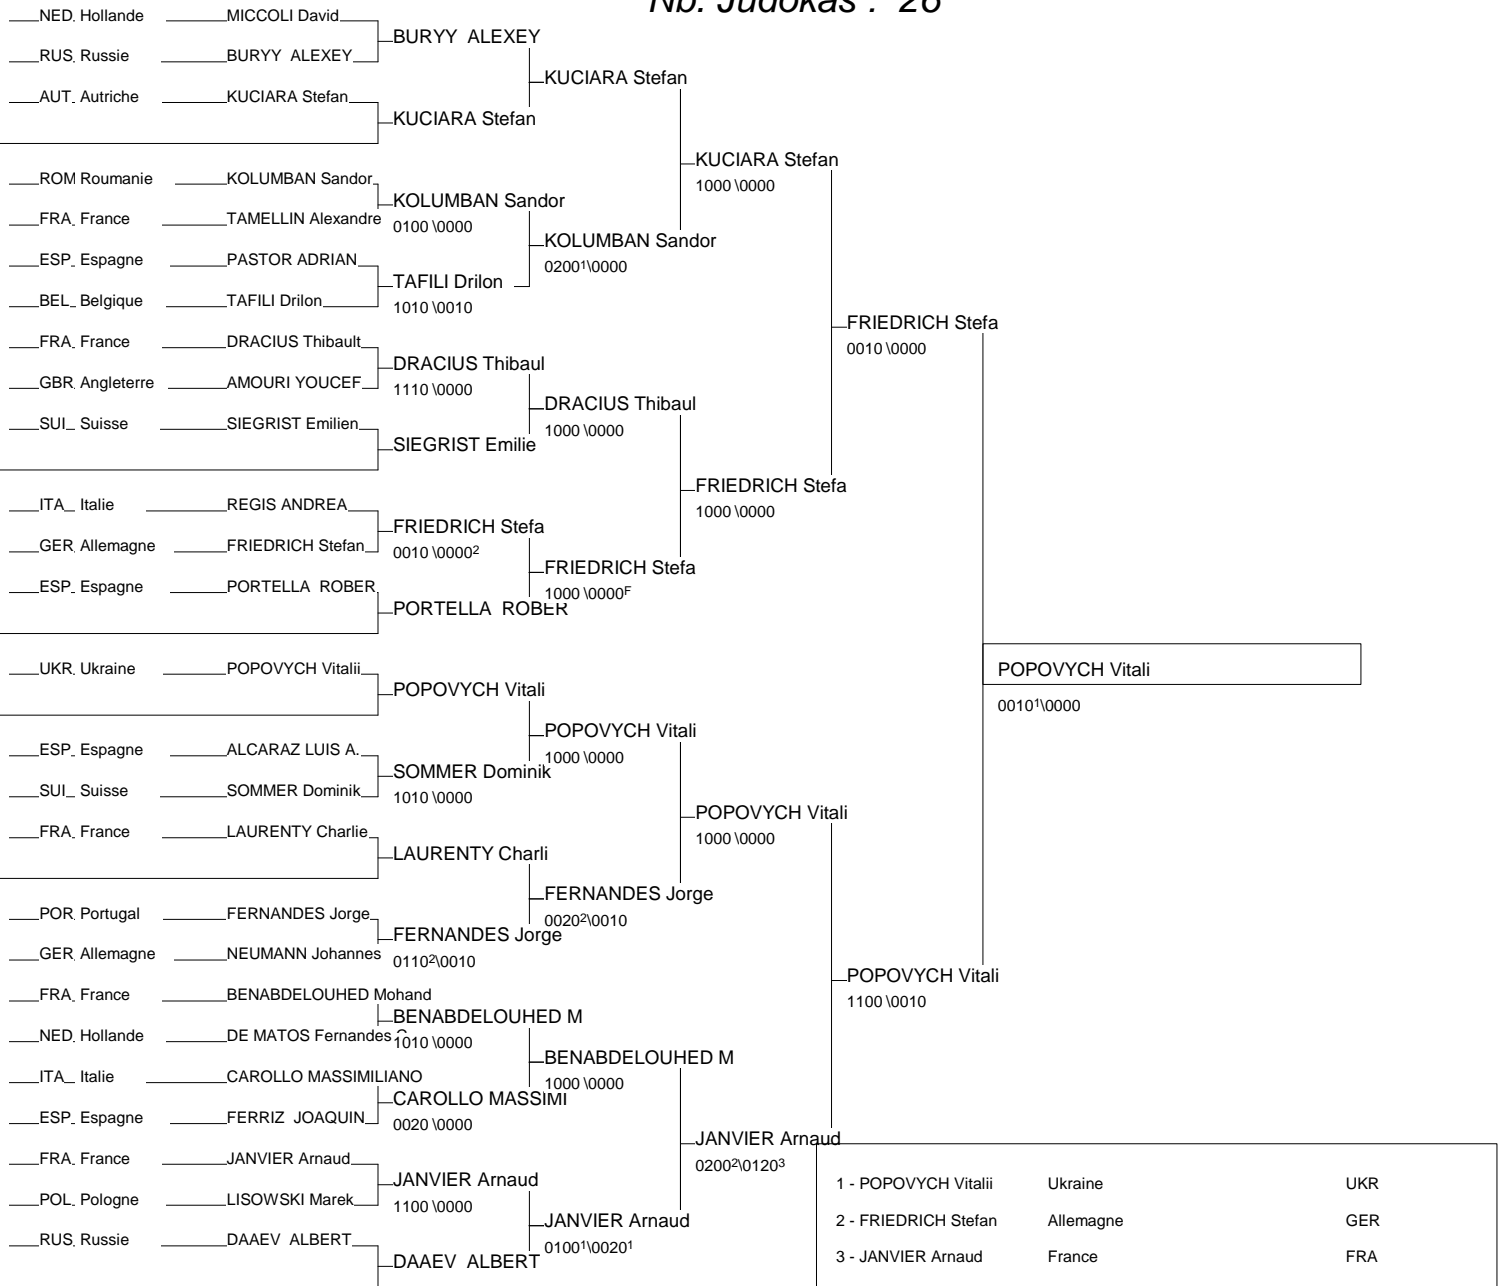 Nb. Judokas : 26
NED Hollande MICCOLI David
RUS Russie BURYY ALEXEY
AUT Autriche KUCIARA Stefan
ROM Roumanie KOLUMBAN Sandor
FRA France TAMELLIN Alexandre
ESP Espagne PASTOR ADRIAN
BEL Belgique TAFILI Drilon
FRA France DRACIUS Thibault
GBR Angleterre AMOURI YOUCEF
SUI Suisse SIEGRIST Emilien
ITA Italie REGIS ANDREA
GER Allemagne FRIEDRICH Stefan
ESP Espagne PORTELLA ROBER
UKR Ukraine POPOVYCH Vitalii
ESP Espagne ALCARAZ LUIS A.
SUI Suisse SOMMER Dominik
FRA France LAURENTY Charlie
POR Portugal FERNANDES Jorge
GER Allemagne NEUMANN Johannes
FRA France BENABDELOUHED Mohand
NED Hollande DE MATOS Fernandes
ITA Italie CAROLLO MASSIMILIANO
ESP Espagne FERRIZ JOAQUIN
FRA France JANVIER Arnaud
POL Pologne LISOWSKI Marek
RUS Russie DAAEV ALBERT
BURYY ALEXEY
KUCIARA Stefan
KOLUMBAN Sandor
0100 \0000
TAFILI Drilon
1010 \0010
DRACIUS Thibaul
1110 \0000
SIEGRIST Emilie
FRIEDRICH Stefa
0010 \0000²
PORTELLA ROBER
POPOVYCH Vitali
SOMMER Dominik
1010 \0000
LAURENTY Charli
FERNANDES Jorge
0110²\0010
BENABDELOUHED M
1010 \0000
CAROLLO MASSIMI
0020 \0000
JANVIER Arnaud
1100 \0000
DAAEV ALBERT
KUCIARA Stefan
KOLUMBAN Sandor
0200¹\0000
DRACIUS Thibaul
1000 \0000
FRIEDRICH Stefa
1000 \0000F
POPOVYCH Vitali
1000 \0000
FERNANDES Jorge
0020²\0010
BENABDELOUHED M
1000 \0000
JANVIER Arnaud
0100¹\0020¹
KUCIARA Stefan
1000 \0000
FRIEDRICH Stefa
1000 \0000
POPOVYCH Vitali
1000 \0000
JANVIER Arnaud
0200²\0120³
FRIEDRICH Stefa
0010 \0000
POPOVYCH Vitali
1100 \0010
POPOVYCH Vitali
0010¹\0000
1 - POPOVYCH Vitalii Ukraine UKR
2 - FRIEDRICH Stefan Allemagne GER
3 - JANVIER Arnaud France FRA